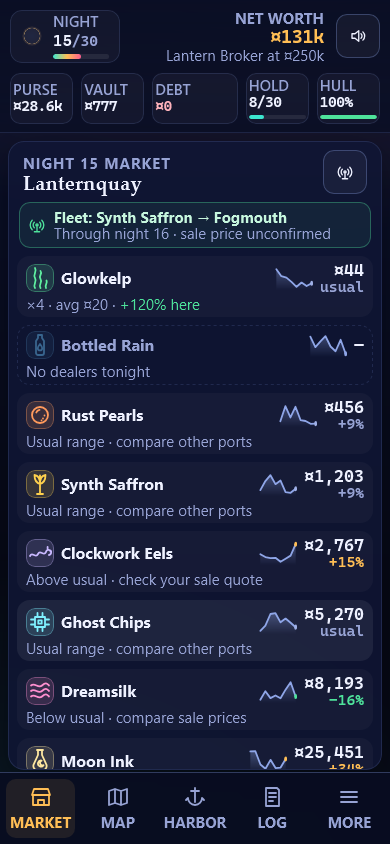 NIGHT
15/30
NET WORTH
¤131k
Lantern Broker at ¤250k
PURSE
¤28.6k
VAULT
¤777
DEBT
¤0
HOLD
8/30
HULL
100%
NIGHT 15 MARKET
Lanternquay
Fleet: Synth Saffron → Fogmouth
Through night 16 · sale price unconfirmed
Glowkelp
¤44
usual
×4 · avg ¤20 · +120% here
Bottled Rain
—
No dealers tonight
Rust Pearls
¤456
+9%
Usual range · compare other ports
Synth Saffron
¤1,203
+9%
Usual range · compare other ports
Clockwork Eels
¤2,767
+15%
Above usual · check your sale quote
Ghost Chips
¤5,270
usual
Usual range · compare other ports
Dreamsilk
¤8,193
−16%
Below usual · compare sale prices
Moon Ink
¤25,451
MARKET
MAP
HARBOR
LOG
MORE